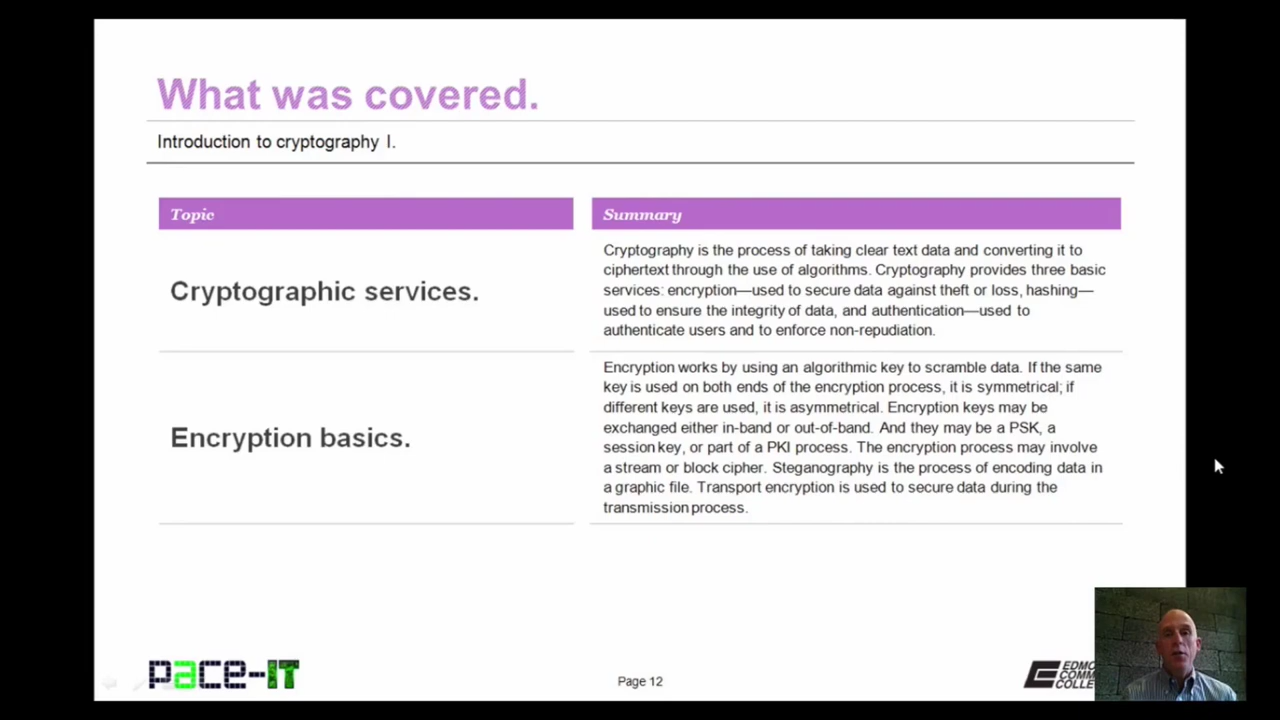 What was covered.
Introduction to cryptography I.
Topic
Summary
Cryptographic services.
Cryptography is the process of taking clear text data and converting it to
ciphertext through the use of algorithms. Cryptography provides three basic
services: encryption—used to secure data against theft or loss, hashing—
used to ensure the integrity of data, and authentication—used to
authenticate users and to enforce non-repudiation.
Encryption basics.
Encryption works by using an algorithmic key to scramble data. If the same
key is used on both ends of the encryption process, it is symmetrical; if
different keys are used, it is asymmetrical. Encryption keys may be
exchanged either in-band or out-of-band. And they may be a PSK, a
session key, or part of a PKI process. The encryption process may involve
a stream or block cipher. Steganography is the process of encoding data in
a graphic file. Transport encryption is used to secure data during the
transmission process.
pace-IT
Page 12